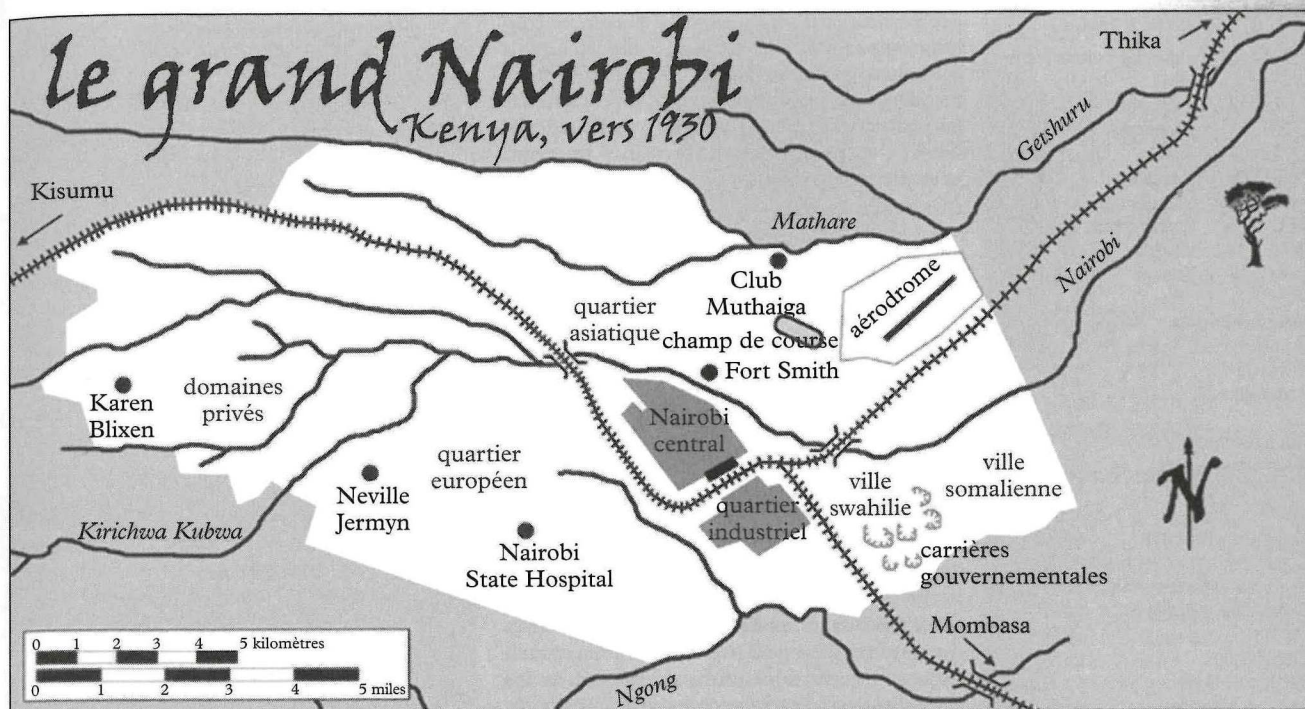 le grand Nairobi
Kenya, vers 1930
Thika
Getshuru
Kisumu
Mathare
Nairobi
Club
Muthaiga
aérodrome
quartier
asiatique
champ de course
Fort Smith
Karen
Blixen
domaines
privés
Nairobi
central
quartier
européen
Neville
Jermyn
ville
swahilie
ville
somalienne
quartier
industriel
Kirichwa Kubwa
Nairobi
State Hospital
carrières
gouvernementales
N
Mombasa
Ngong
0 1 2 3 4 5 kilomètres
0 1 2 3 4 5 miles